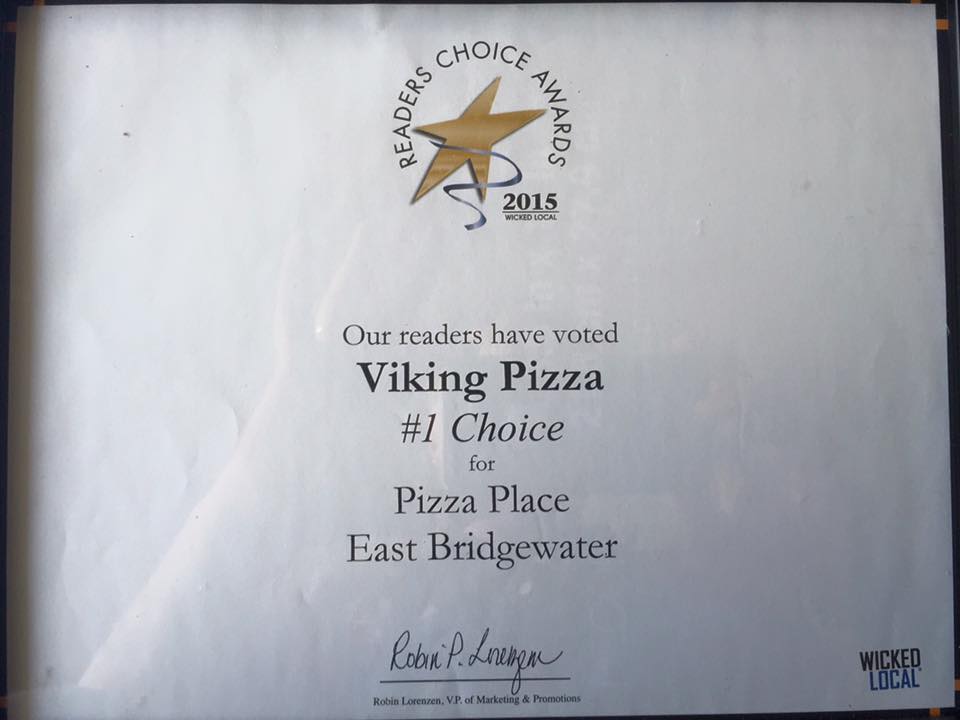 READERS CHOICE AWARDS
2015
WICKED LOCAL
Our readers have voted
Viking Pizza
#1 Choice
for
Pizza Place
East Bridgewater
Robin P. Lorenzen
Robin Lorenzen, V.P. of Marketing & Promotions
WICKED
LOCAL